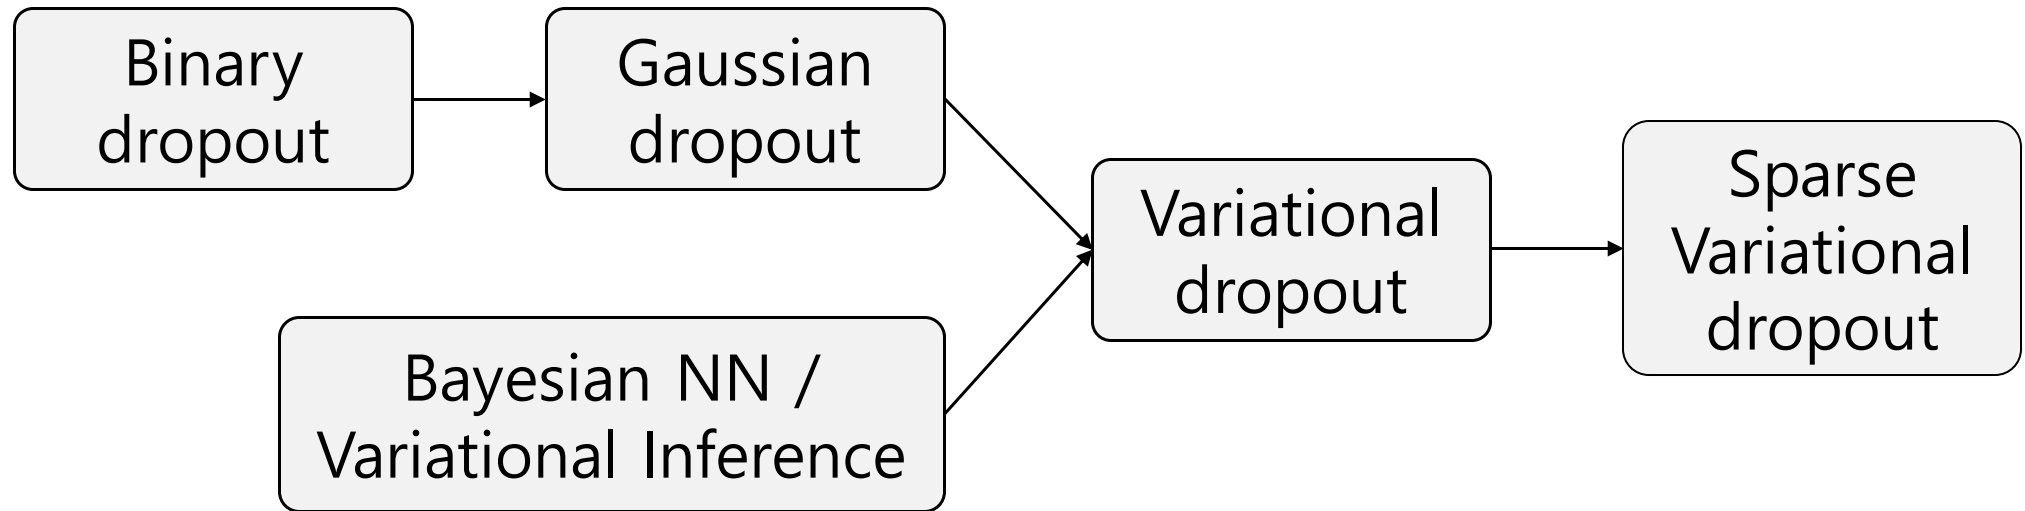 Binary
dropout
Gaussian
dropout
Bayesian NN /
Variational Inference
Variational
dropout
Sparse
Variational
dropout